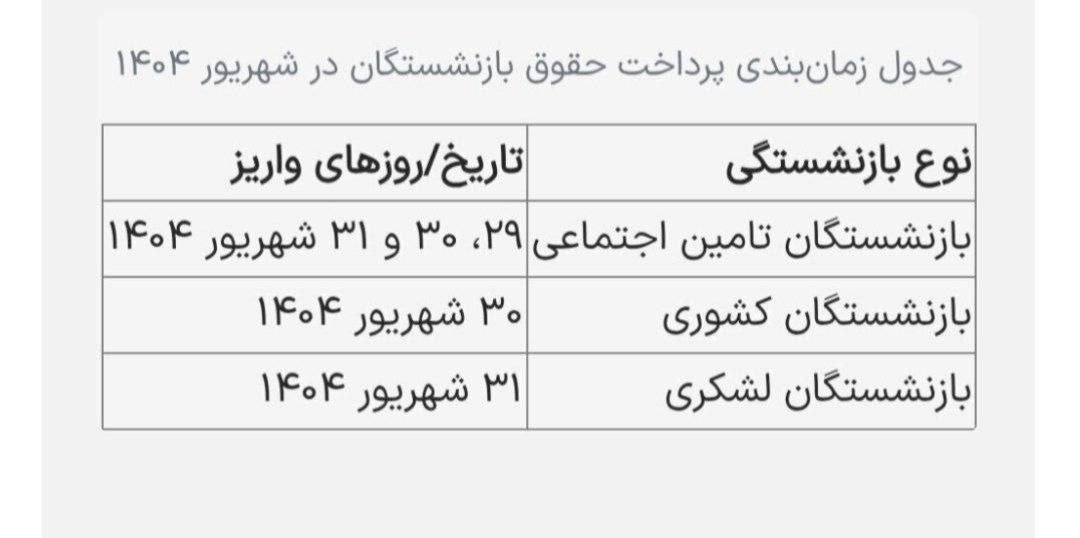 جدول زمان‌بندی پرداخت حقوق بازنشستگان در شهریور ۱۴۰۴
نوع بازنشستگی تاریخ/روزهای واریز
بازنشستگان تامین اجتماعی ۲۹، ۳۰ و ۳۱ شهریور ۱۴۰۴
بازنشستگان کشوری ۳۰ شهریور ۱۴۰۴
بازنشستگان لشکری ۳۱ شهریور ۱۴۰۴